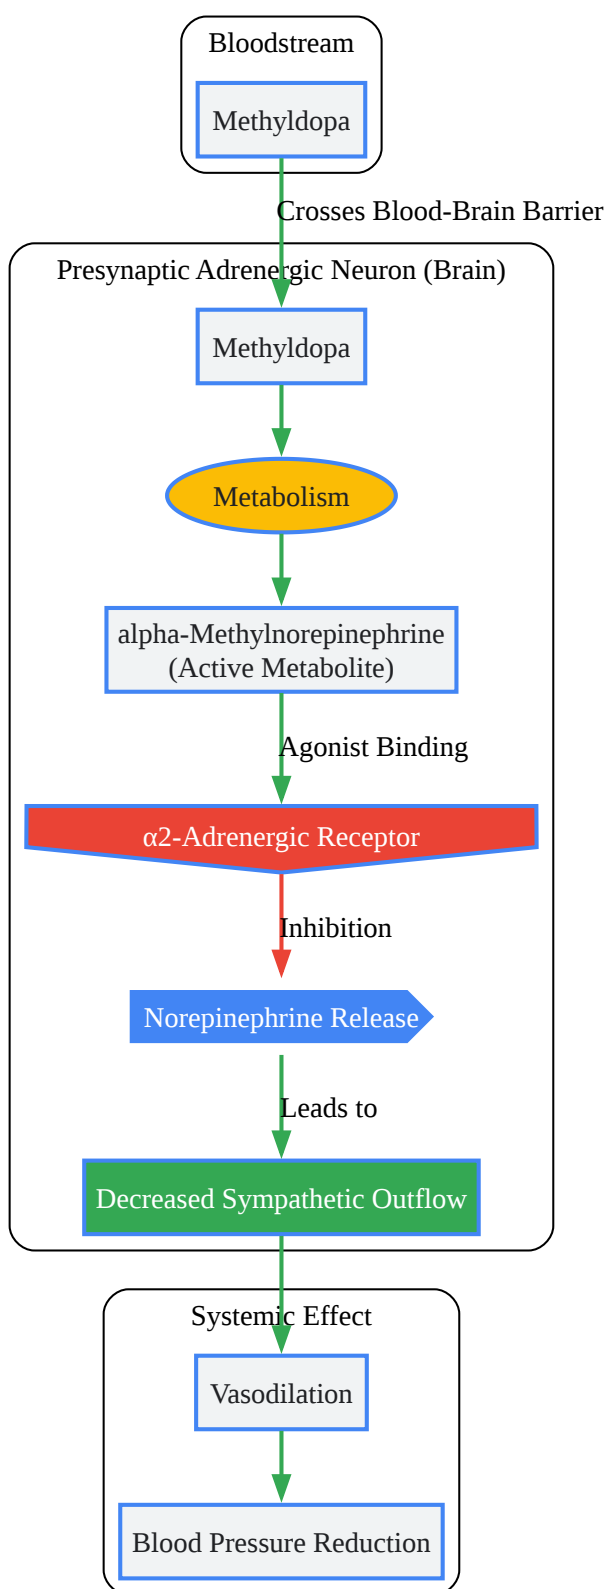 Bloodstream
Methyldopa
Crosses Blood-Brain Barrier
Presynaptic Adrenergic Neuron (Brain)
Methyldopa
Metabolism
alpha-Methylnorepinephrine
(Active Metabolite)
Agonist Binding
α2-Adrenergic Receptor
Inhibition
Norepinephrine Release
Leads to
Decreased Sympathetic Outflow
Systemic Effect
Vasodilation
Blood Pressure Reduction